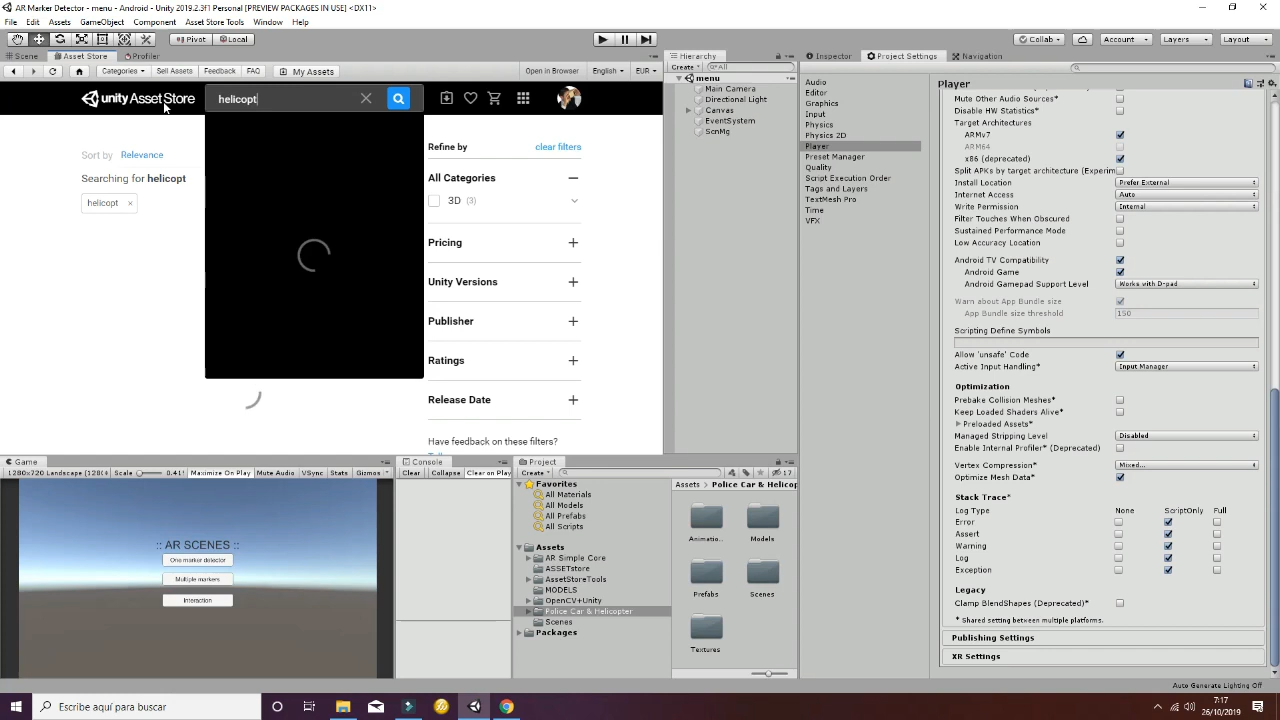 AR Marker Detector - menu - Android - Unity 2019.2.3f1 Personal [PREVIEW PACKAGES IN USE] <DX11>
File Edit Assets GameObject Component Window Help
Pivot Local Collab Account Layers Layout
Scene Asset Store Profiler
Categories Sell Assets Feedback FAQ My Assets Open in Browser English EUR
unity Asset Store helicopt
Sort by Relevance
Searching for helicopt
helicopt ×
Refine by clear filters
All Categories
3D (3)
Pricing
Unity Versions
Publisher
Ratings
Release Date
Have feedback on these filters?
Hierarchy
Create All
menu
Main Camera
Directional Light
Canvas
EventSystem
ScnMg
Inspector Project Settings Navigation
Audio
Editor
Graphics
Input
Physics
Physics 2D
Player
Preset Manager
Quality
Script Execution Order
Tags and Layers
TextMesh Pro
Time
VFX
Player
Mute Other Audio Sources*
Disable HW Statistics*
Target Architectures
ARMv7
ARM64
x86 (deprecated)
Split APKs by target architecture (Experim
Install Location Prefer External
Internet Access Auto
Write Permission Internal
Filter Touches When Obscured
Sustained Performance Mode
Low Accuracy Location
Android TV Compatibility
Android Game
Android Gamepad Support Level Works with D-pad
Warn about App Bundle size
App Bundle size threshold 150
Scripting Define Symbols
Allow 'unsafe' Code
Active Input Handling* Input Manager
Optimization
Prebake Collision Meshes*
Keep Loaded Shaders Alive*
Preloaded Assets*
Managed Stripping Level Disabled
Enable Internal Profiler* (Deprecated)
Vertex Compression* Mixed...
Optimize Mesh Data*
Stack Trace*
Log Type None ScriptOnly Full
Error
Assert
Warning
Log
Exception
Legacy
Clamp BlendShapes (Deprecated)*
* Shared setting between multiple platforms.
Publishing Settings
XR Settings
Game
1280x720 Landscape (1280 Scale 0.41 Maximize On Play Mute Audio VSync Stats Gizmos
:: AR SCENES ::
One marker detector
Multiple markers
Interaction
Console
Clear Collapse Clear on Play
Project
Create 17
Favorites
All Materials
All Models
All Prefabs
All Scripts
Assets
AR Simple Core
ASSETstore
AssetStoreTools
MODELS
OpenCV+Unity
Police Car & Helicopter
Scenes
Packages
Assets Police Car & Helicop
Animatio...
Models
Prefabs
Scenes
Textures
Auto Generate Lighting Off
Escribe aquí para buscar
7:17
26/10/2019